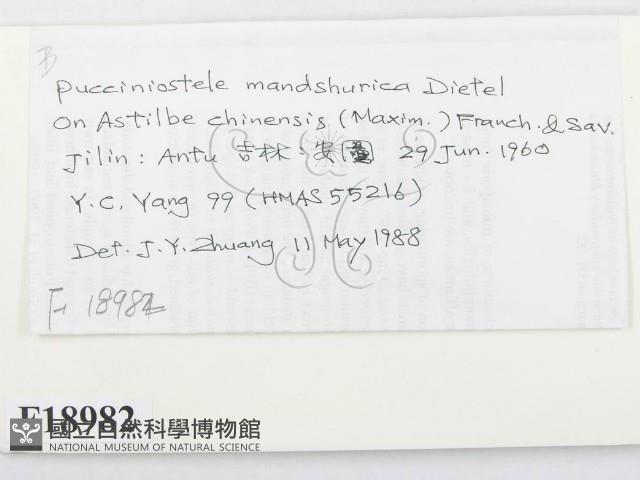 B
Pucciniostele mandshurica Dietel
on Astilbe chinensis (Maxim.) Franch. & Sav.
Jilin: Antu 吉林:安圖 29 Jun. 1960
Y.C. Yang 99 (HMAS 55216)
Det. J.Y. Zhuang 11 May 1988
F 18982
F18982
國立自然科學博物館
NATIONAL MUSEUM OF NATURAL SCIENCE